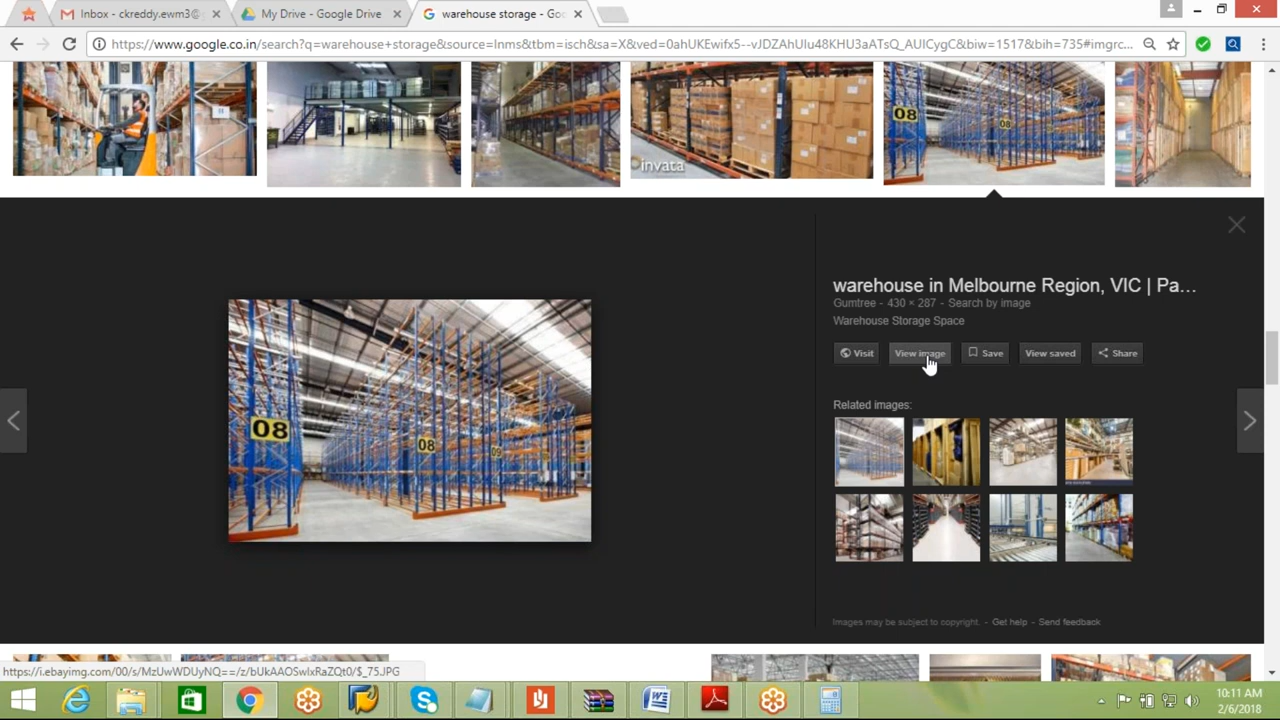 Inbox - ckreddy.ewm3@g
My Drive - Google Drive
warehouse storage - Goo
https://www.google.co.in/search?q=warehouse+storage&source=lnms&tbm=isch&sa=X&ved=0ahUKEwifx5--vJDZAhUlu48KHU3aATsQ_AUICygC&biw=1517&bih=735#imgrc...
invata
08
08
warehouse in Melbourne Region, VIC | Pa...
Gumtree - 430 × 287 - Search by image
Warehouse Storage Space
Visit
View image
Save
View saved
Share
08
08
09
Related images:
Images may be subject to copyright. - Get help - Send feedback
https://i.ebayimg.com/00/s/MzUwWDUyNQ==/z/bUkAAOSwlxRaZQt0/$_75.JPG
10:11 AM
2/6/2018